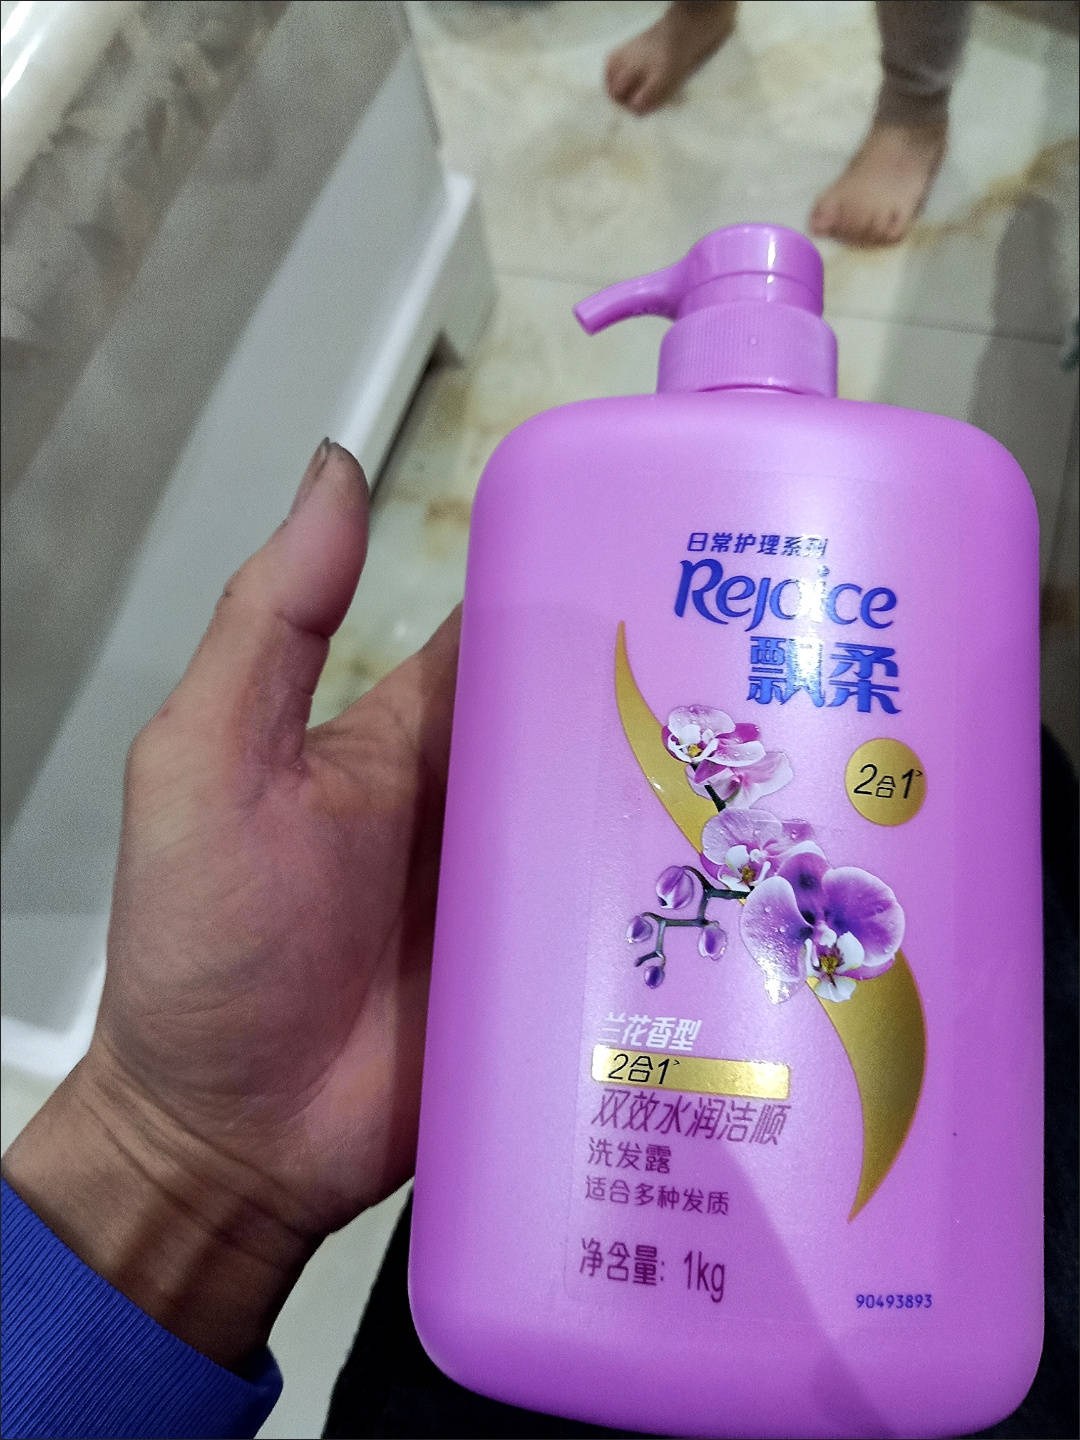 日常护理系列
Rejoice
飘柔
2合1
兰花香型
2合1
双效水润洁顺
洗发露
适合多种发质
净含量: 1kg
90493893